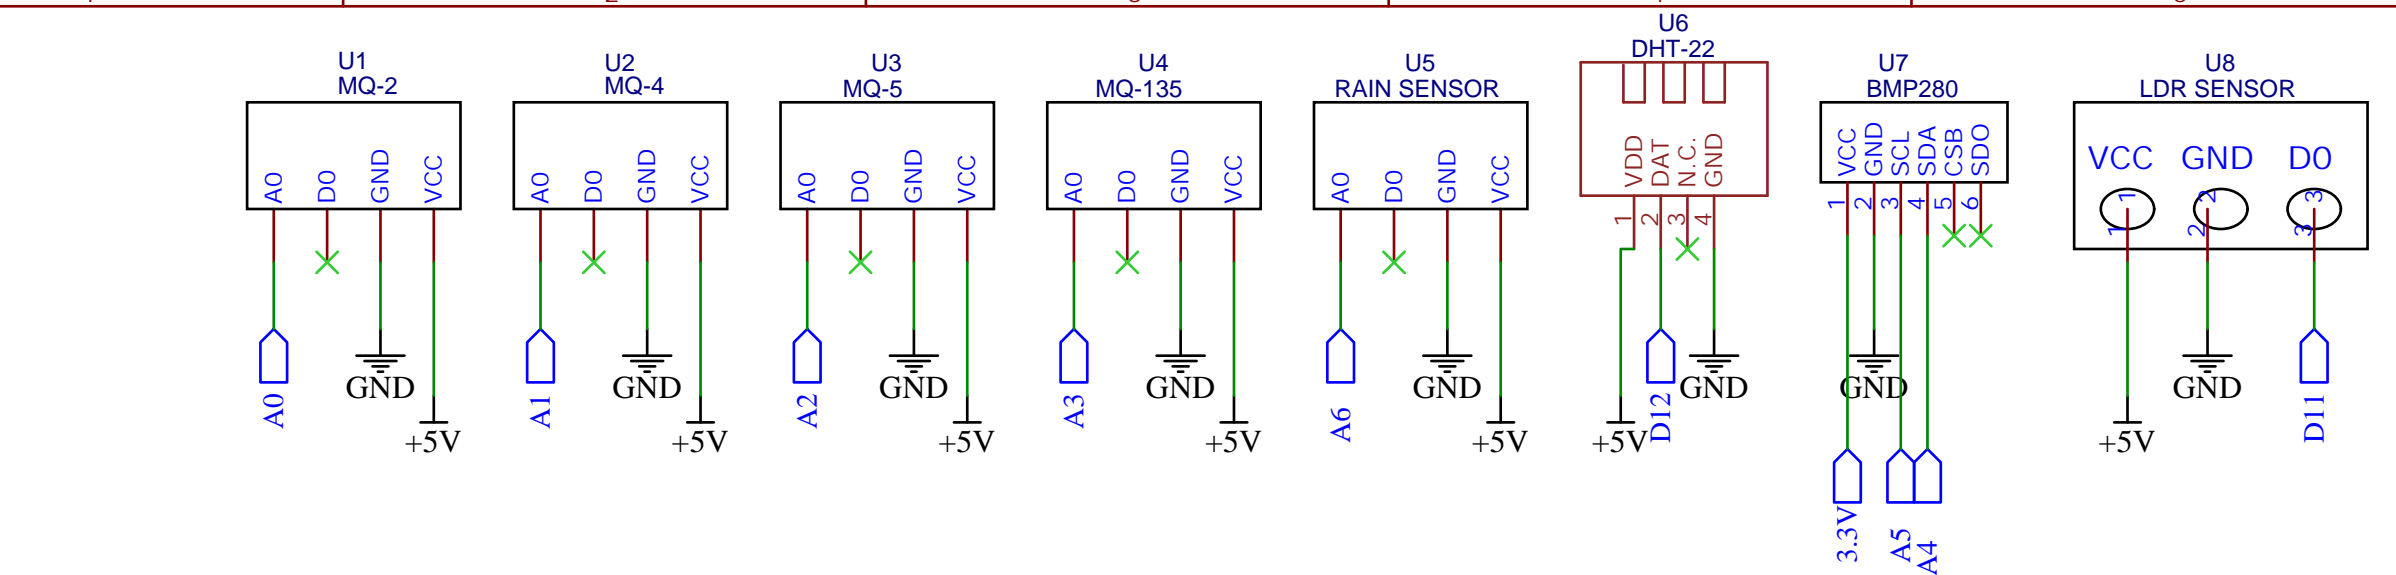 U1
MQ-2
A0
D0
GND
VCC
A0
GND
+5V
U2
MQ-4
A0
D0
GND
VCC
A1
GND
+5V
U3
MQ-5
A0
D0
GND
VCC
A2
GND
+5V
U4
MQ-135
A0
D0
GND
VCC
A3
GND
+5V
U5
RAIN SENSOR
A0
D0
GND
VCC
A6
GND
+5V
U6
DHT-22
VDD
DAT
N.C.
GND
1
2
3
4
+5V
D12
GND
U7
BMP280
VCC
GND
SCL
SDA
CSB
SDO
1
2
3
4
5
6
GND
3.3V
A5
A4
U8
LDR SENSOR
VCC GND D0
1
2
3
1
2
3
GND
+5V
D11